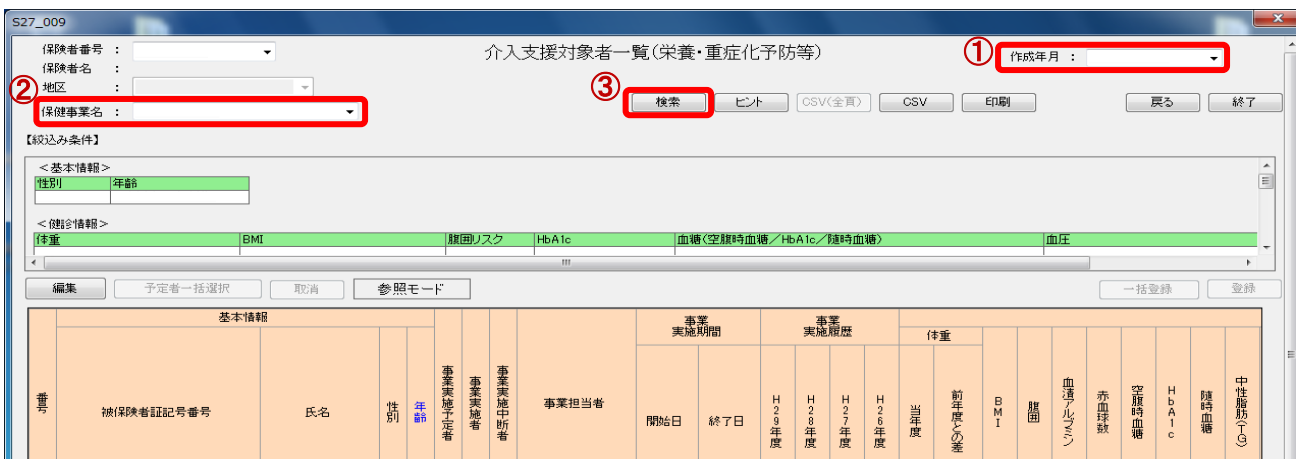 S27_009
保険者番号 :
介入支援対象者一覧(栄養・重症化予防等)
①
作成年月 :
保険者名 :
地区 :
②
保健事業名 :
③
検索
ヒント
CSV(全頁)
CSV
印刷
戻る
終了
【絞込み条件】
<基本情報>
性別 年齢
<健診情報>
体重 BMI 腹囲リスク HbA1c 血糖(空腹時血糖/HbA1c/随時血糖) 血圧
編集
予定者一括選択
取消
参照モード
一括登録
登録
基本情報
事業実施期間
事業実施履歴
体重
番号
被保険者証記号番号
氏名
性別
年齢
事業実施予定者
事業実施者
事業実施中断者
事業担当者
開始日
終了日
H29年度
H28年度
H27年度
H26年度
当年度
前年度との差
BMI
腹囲
血清アルブミン
赤血球数
空腹時血糖
HbA1c
随時血糖
中性脂肪(TG)